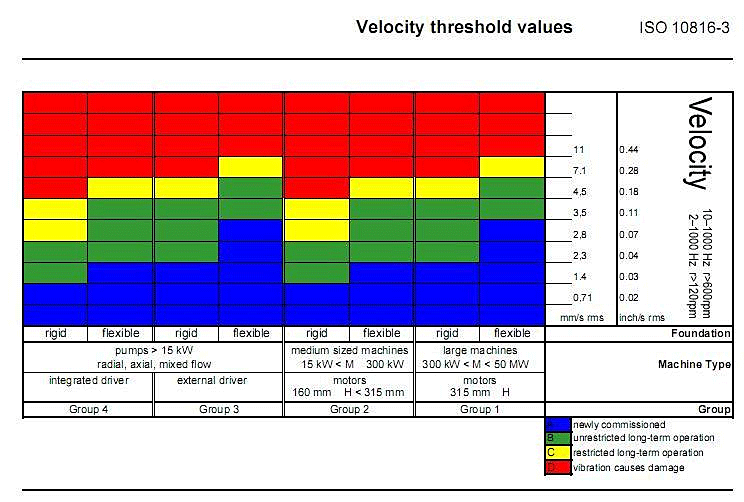 Velocity threshold values ISO 10816-3
Velocity
10–1000 Hz r>600rpm
2–1000 Hz r>120rpm
11 0.44
7.1 0.28
4,5 0.18
3,5 0.11
2,8 0.07
2,3 0.04
1.4 0.03
0,71 0.02
mm/s rms inch/s rms
rigid flexible rigid flexible rigid flexible rigid flexible Foundation
pumps > 15 kW medium sized machines large machines
radial, axial, mixed flow 15 kW < M 300 kW 300 kW < M < 50 MW Machine Type
integrated driver external driver motors motors
160 mm H < 315 mm 315 mm H
Group 4 Group 3 Group 2 Group 1 Group
A newly commissioned
B unrestricted long-term operation
C restricted long-term operation
D vibration causes damage